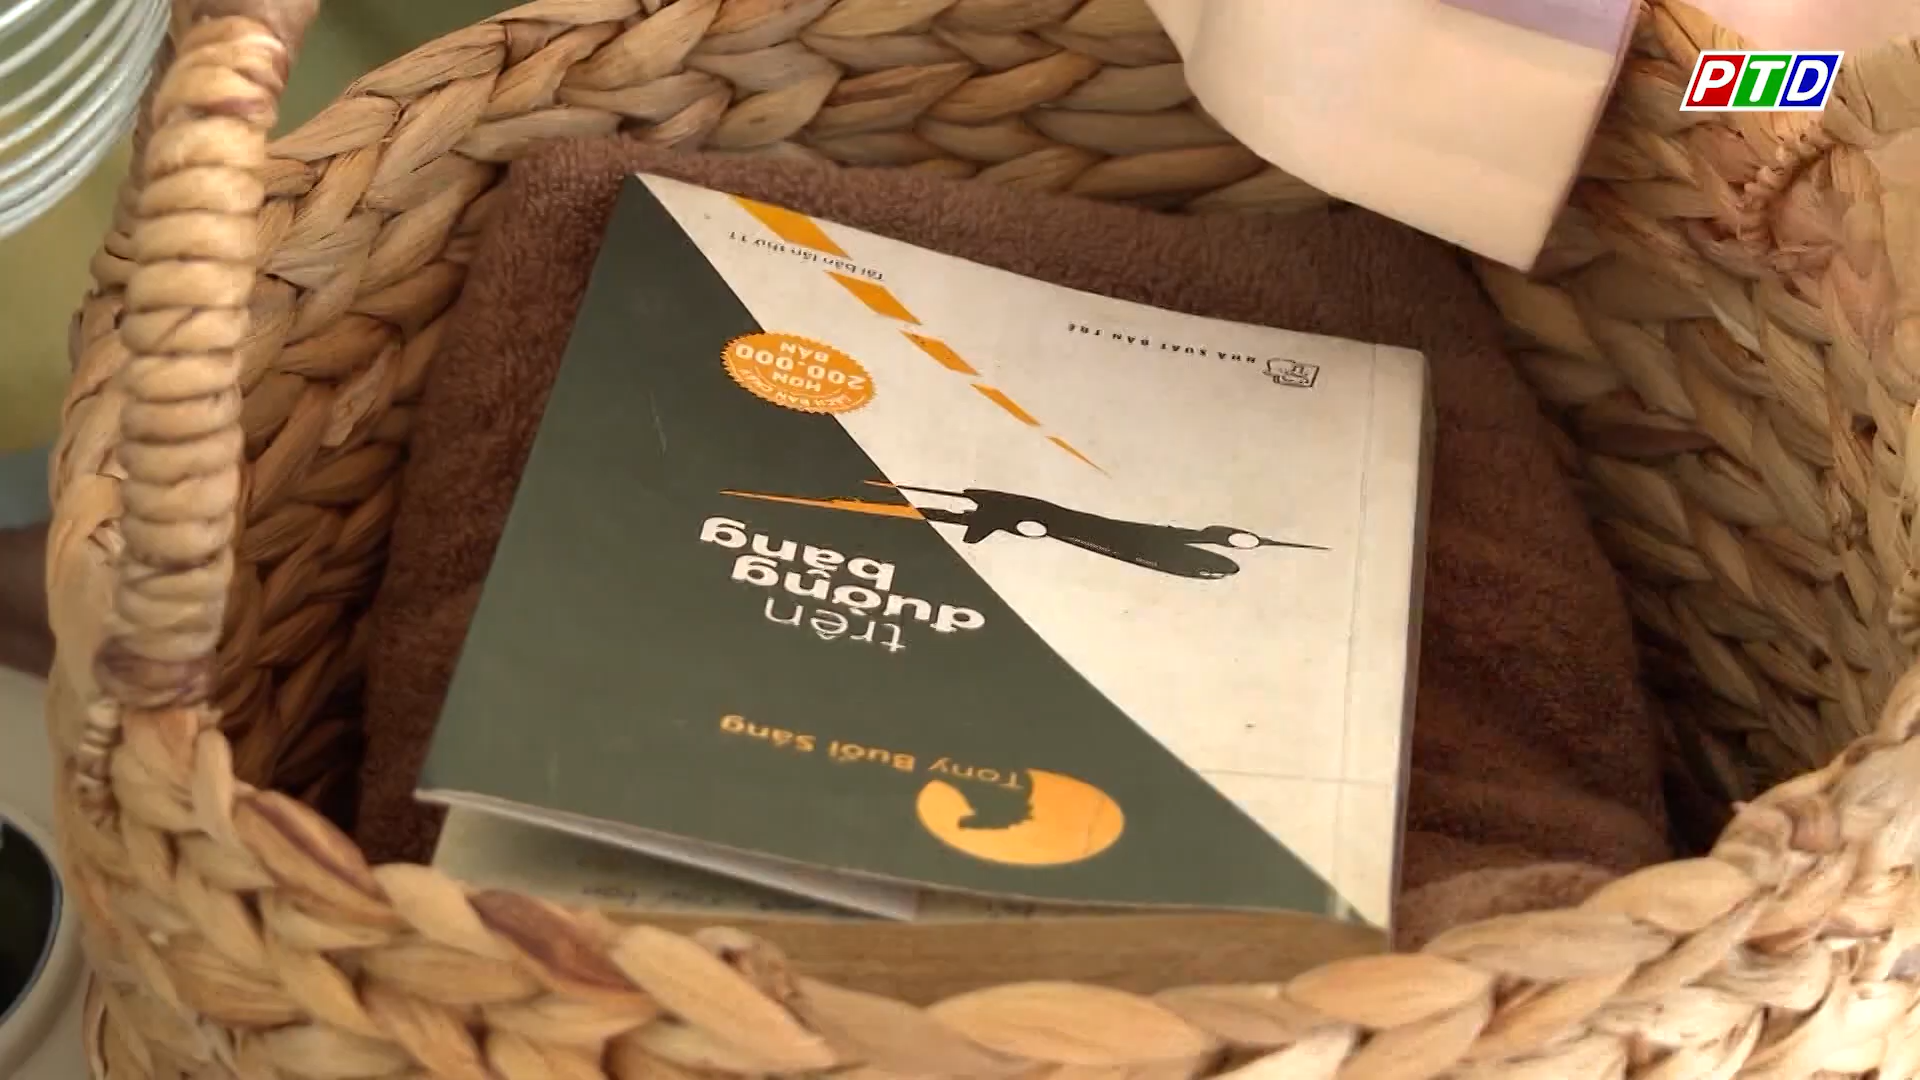 PTD
Tony Buổi Sáng
trên
đường
băng
SÁCH BÁN CHẠY
HƠN
200.000
BẢN
NHÀ XUẤT BẢN TRẺ
Tái bản lần thứ 11